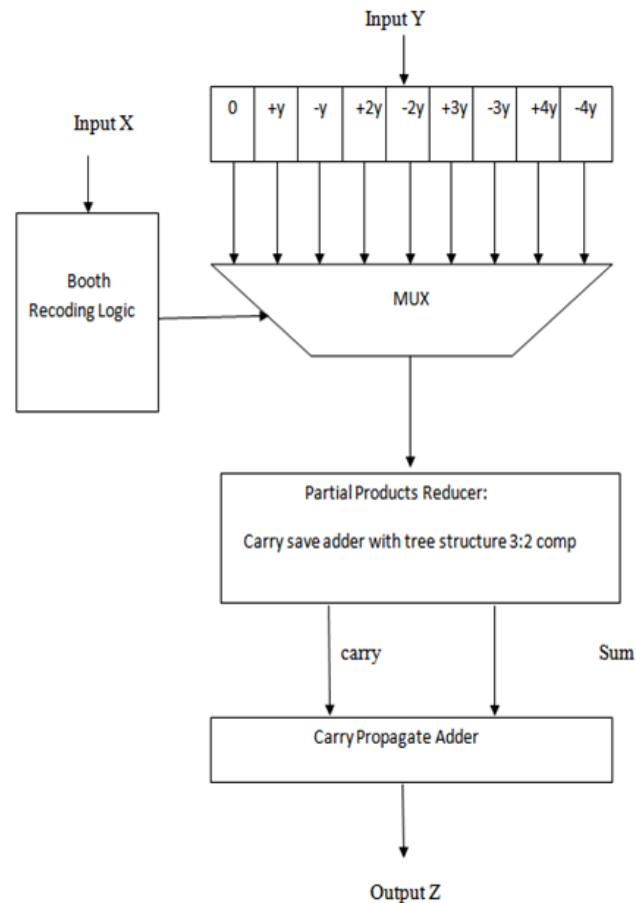 Input Y
0 +y -y +2y -2y +3y -3y +4y -4y
Input X
Booth
Recoding Logic
MUX
Partial Products Reducer:
Carry save adder with tree structure 3:2 comp
carry
Sum
Carry Propagate Adder
Output Z